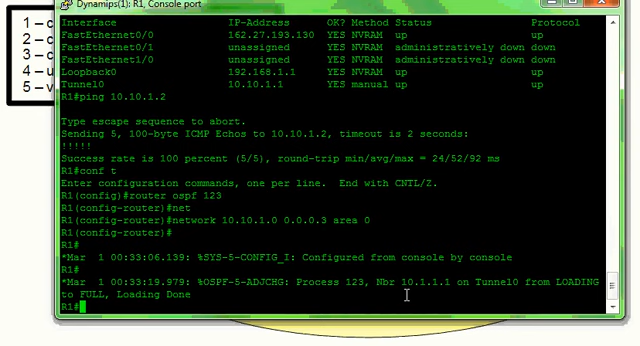 Dynamips(1): R1, Console port
1 – c
2 – c
3 – c
4 – u
5 – v
Interface IP-Address OK? Method Status Protocol
FastEthernet0/0 162.27.193.130 YES NVRAM up up
FastEthernet0/1 unassigned YES NVRAM administratively down down
FastEthernet1/0 unassigned YES NVRAM administratively down down
Loopback0 192.168.1.1 YES NVRAM up up
Tunnel0 10.10.1.1 YES manual up up
R1#ping 10.10.1.2
Type escape sequence to abort.
Sending 5, 100-byte ICMP Echos to 10.10.1.2, timeout is 2 seconds:
!!!!!
Success rate is 100 percent (5/5), round-trip min/avg/max = 24/52/92 ms
R1#conf t
Enter configuration commands, one per line. End with CNTL/Z.
R1(config)#router ospf 123
R1(config-router)#net
R1(config-router)#network 10.10.1.0 0.0.0.3 area 0
R1(config-router)#
R1#
*Mar 1 00:33:06.139: %SYS-5-CONFIG_I: Configured from console by console
R1#
*Mar 1 00:33:19.979: %OSPF-5-ADJCHG: Process 123, Nbr 10.1.1.1 on Tunnel0 from LOADING
to FULL, Loading Done
R1#